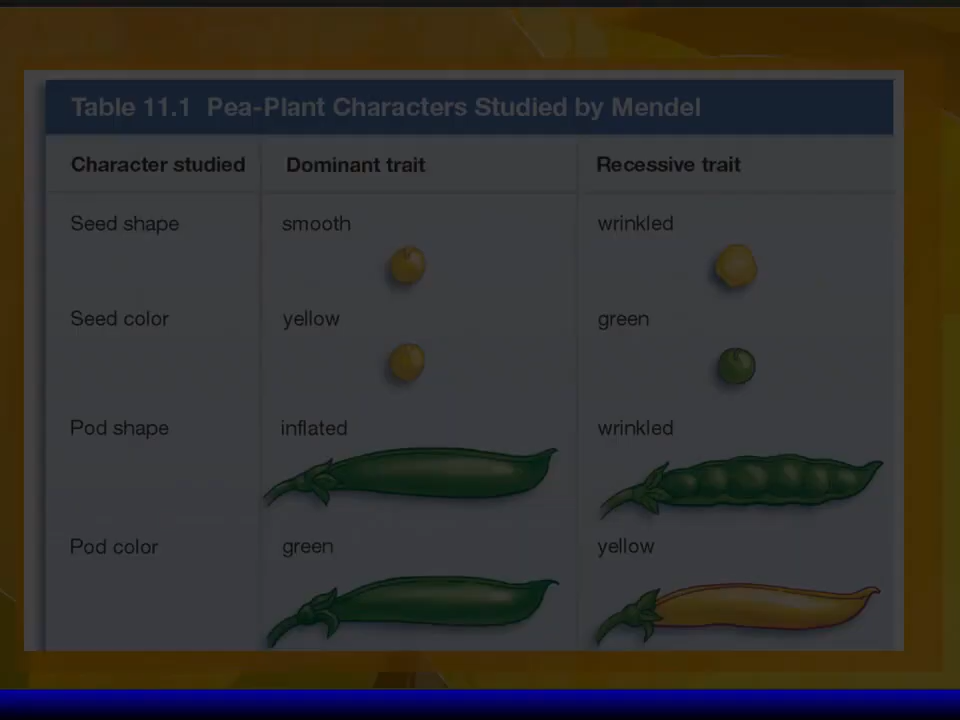 Table 11.1 Pea-Plant Characters Studied by Mendel
Character studied Dominant trait Recessive trait
Seed shape smooth wrinkled
Seed color yellow green
Pod shape inflated wrinkled
Pod color green yellow